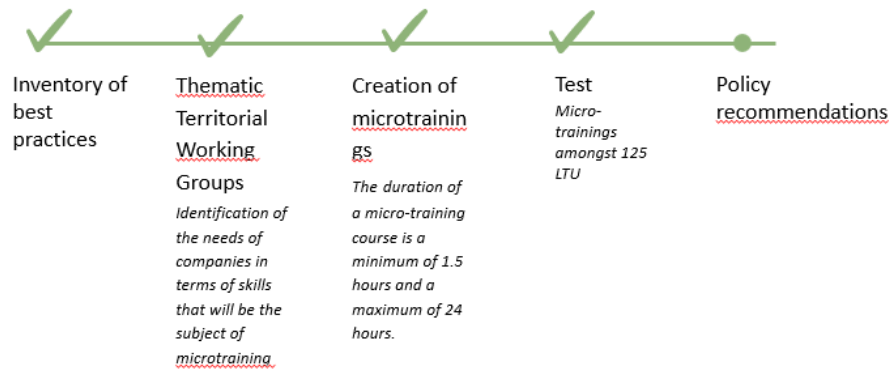 Inventory of
best
practices
Thematic
Territorial
Working
Groups
Identification of
the needs of
companies in
terms of skills
that will be the
subject of
microtraining
Creation of
microtrainin
gs
The duration of
a micro-training
course is a
minimum of 1.5
hours and a
maximum of 24
hours.
Test
Micro-
trainings
amongst 125
LTU
Policy
recommendations